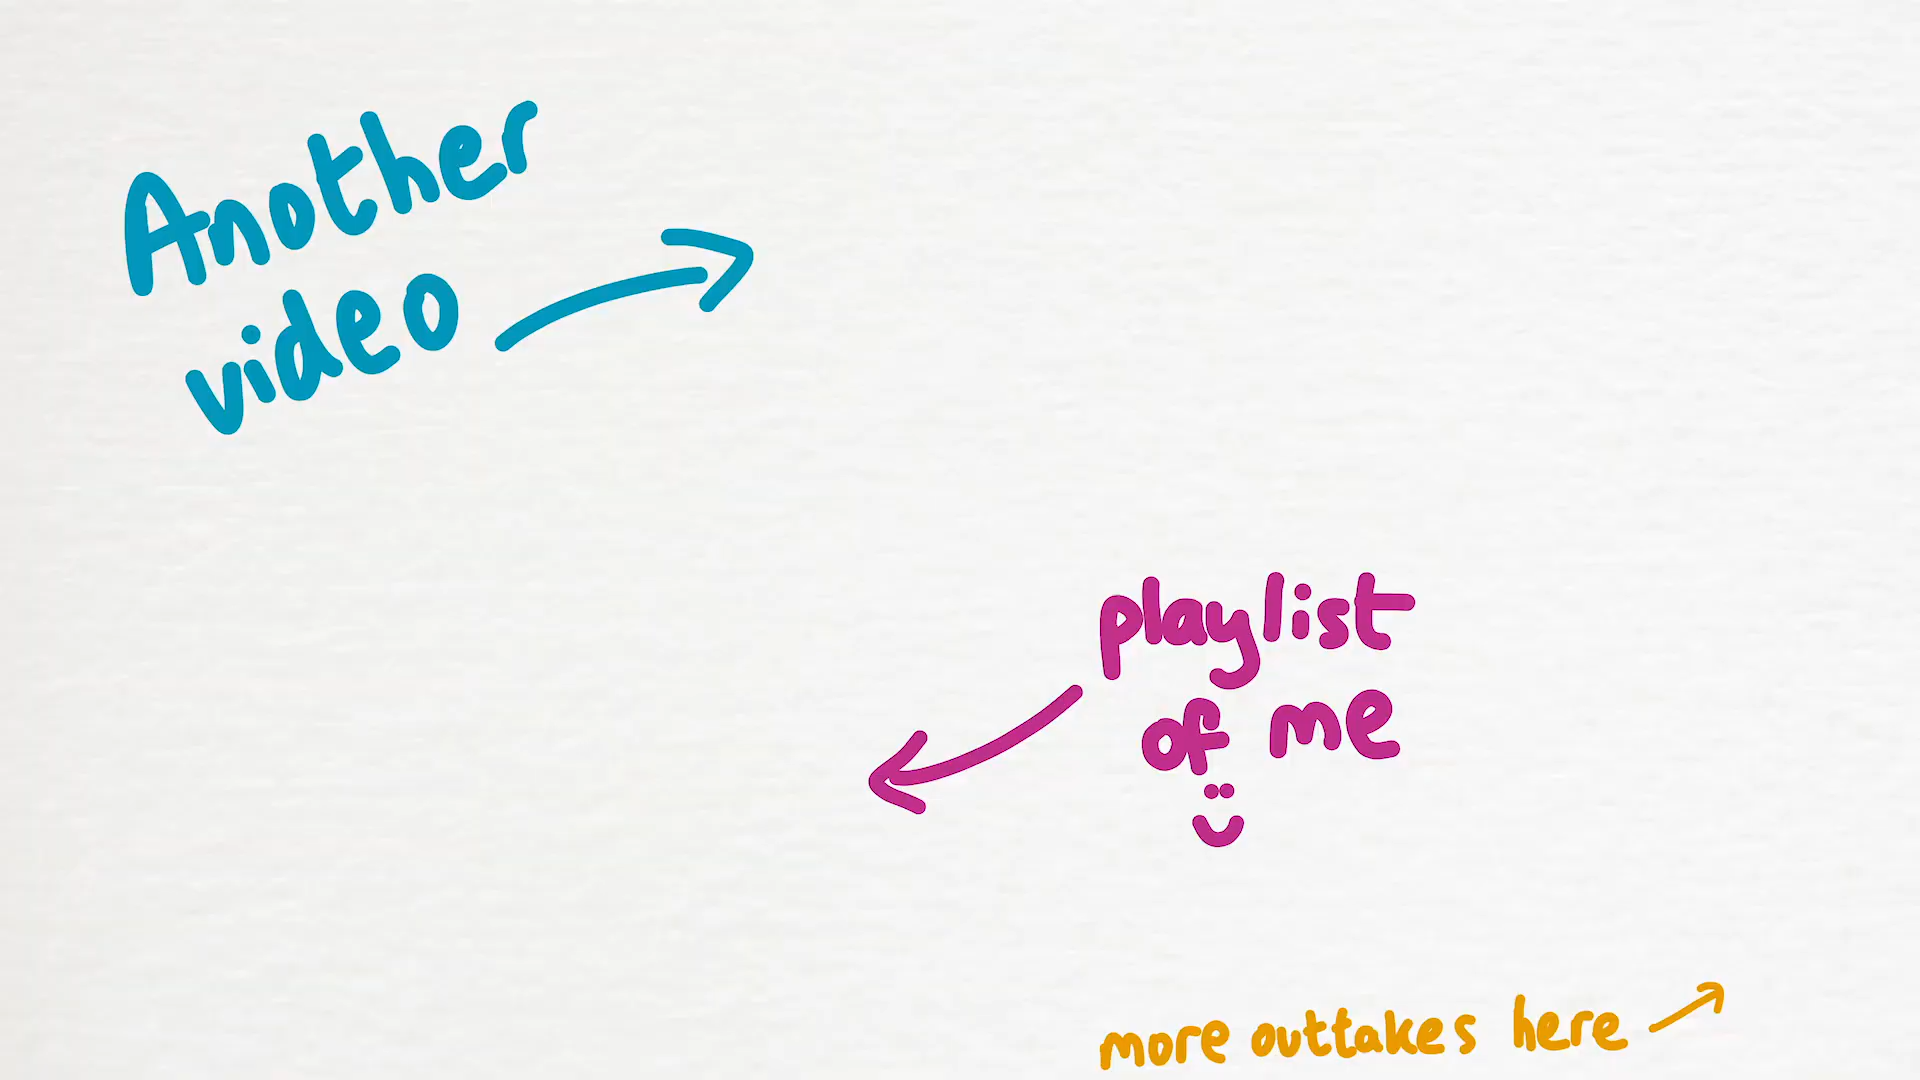 Another
video
playlist
of me
more outtakes here